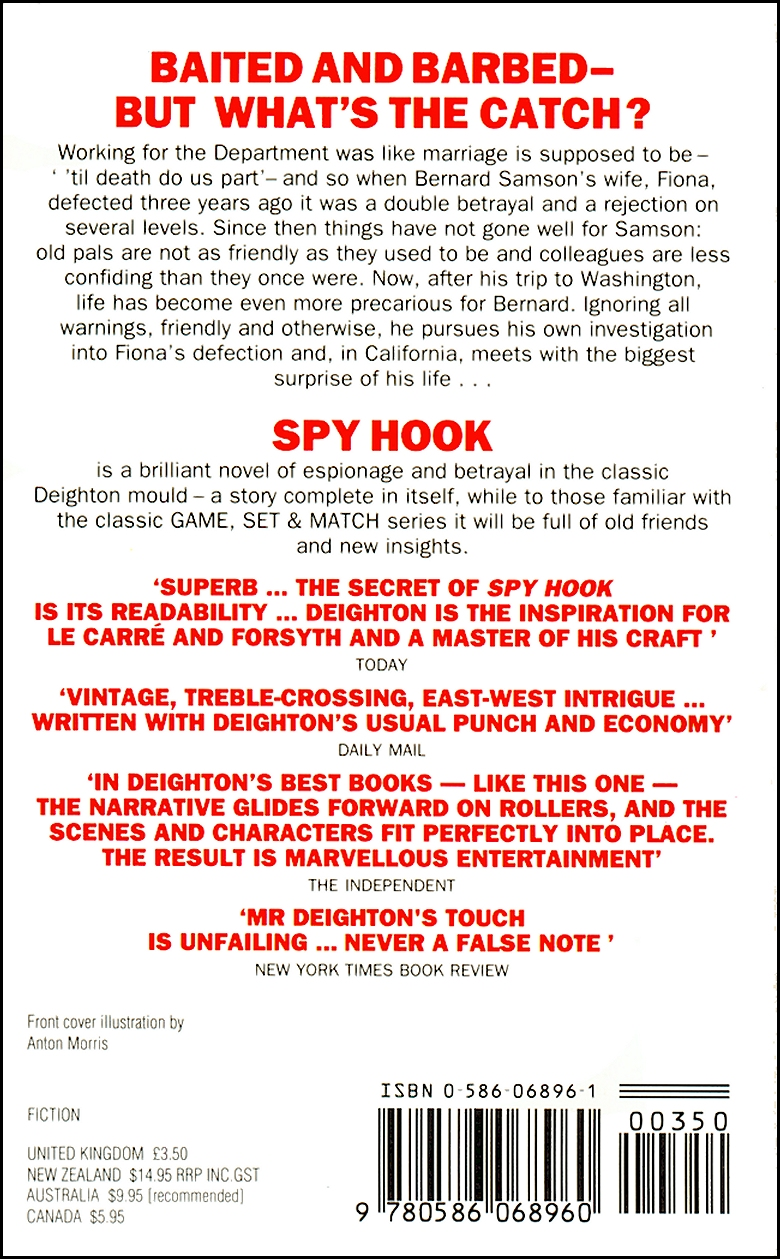 BAITED AND BARBED–
BUT WHAT'S THE CATCH?
Working for the Department was like marriage is supposed to be –
‘ 'til death do us part’– and so when Bernard Samson's wife, Fiona,
defected three years ago it was a double betrayal and a rejection on
several levels. Since then things have not gone well for Samson:
old pals are not as friendly as they used to be and colleagues are less
confiding than they once were. Now, after his trip to Washington,
life has become even more precarious for Bernard. Ignoring all
warnings, friendly and otherwise, he pursues his own investigation
into Fiona's defection and, in California, meets with the biggest
surprise of his life . . .
SPY HOOK
is a brilliant novel of espionage and betrayal in the classic
Deighton mould – a story complete in itself, while to those familiar with
the classic GAME, SET & MATCH series it will be full of old friends
and new insights.
‘SUPERB ... THE SECRET OF SPY HOOK
IS ITS READABILITY ... DEIGHTON IS THE INSPIRATION FOR
LE CARRÉ AND FORSYTH AND A MASTER OF HIS CRAFT ’
TODAY
‘VINTAGE, TREBLE-CROSSING, EAST-WEST INTRIGUE ...
WRITTEN WITH DEIGHTON'S USUAL PUNCH AND ECONOMY’
DAILY MAIL
‘IN DEIGHTON'S BEST BOOKS — LIKE THIS ONE —
THE NARRATIVE GLIDES FORWARD ON ROLLERS, AND THE
SCENES AND CHARACTERS FIT PERFECTLY INTO PLACE.
THE RESULT IS MARVELLOUS ENTERTAINMENT’
THE INDEPENDENT
‘MR DEIGHTON'S TOUCH
IS UNFAILING ... NEVER A FALSE NOTE ’
NEW YORK TIMES BOOK REVIEW
Front cover illustration by
Anton Morris
FICTION
UNITED KINGDOM £3.50
NEW ZEALAND $14.95 RRP INC.GST
AUSTRALIA $9.95 (recommended)
CANADA $5.95
ISBN 0-586-06896-1
00350
9 780586 068960